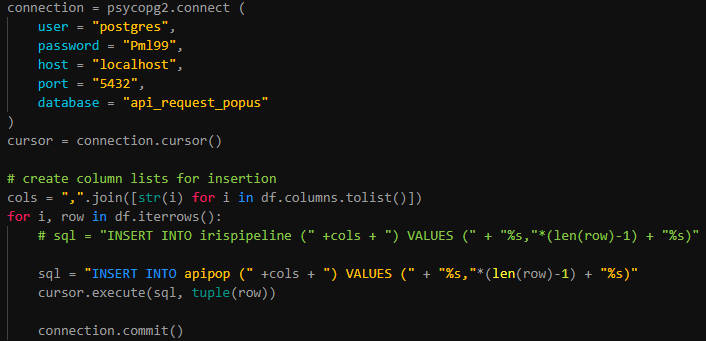 connection = psycopg2.connect (
    user = "postgres",
    password = "Pml99",
    host = "localhost",
    port = "5432",
    database = "api_request_popus"
)
cursor = connection.cursor()
# create column lists for insertion
cols = ",".join([str(i) for i in df.columns.tolist()])
for i, row in df.iterrows():
    # sql = "INSERT INTO irispipeline (" +cols + ") VALUES (" + "%s,"*(len(row)-1) + "%s)"
    sql = "INSERT INTO apipop (" +cols + ") VALUES (" + "%s,"*(len(row)-1) + "%s)"
    cursor.execute(sql, tuple(row))
    connection.commit()